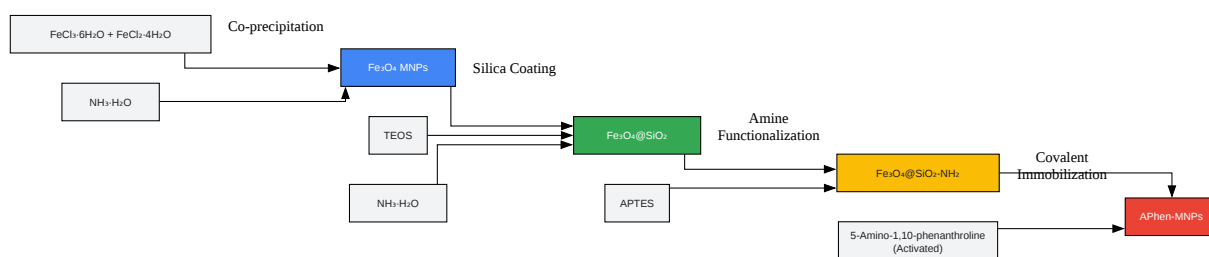 Co-precipitation
FeCl₃·6H₂O + FeCl₂·4H₂O
Fe₃O₄ MNPs
Silica Coating
NH₃·H₂O
TEOS
Fe₃O₄@SiO₂
Amine
Functionalization
NH₃·H₂O
APTES
Fe₃O₄@SiO₂-NH₂
Covalent
Immobilization
APhen-MNPs
5-Amino-1,10-phenanthroline
(Activated)